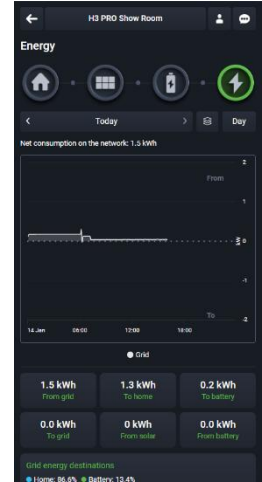 H3 PRO Show Room
Energy
Today
Day
Net consumption on the network: 1.5 kWh
2
From
1
kW
0
-1
To
-2
14 Jan 06:00 12:00 18:00
Grid
1.5 kWh 1.3 kWh 0.2 kWh
From grid To home To battery
0.0 kWh 0 kWh 0.0 kWh
To grid From solar From battery
Grid energy destinations
Home: 86.6% Battery: 13.4%